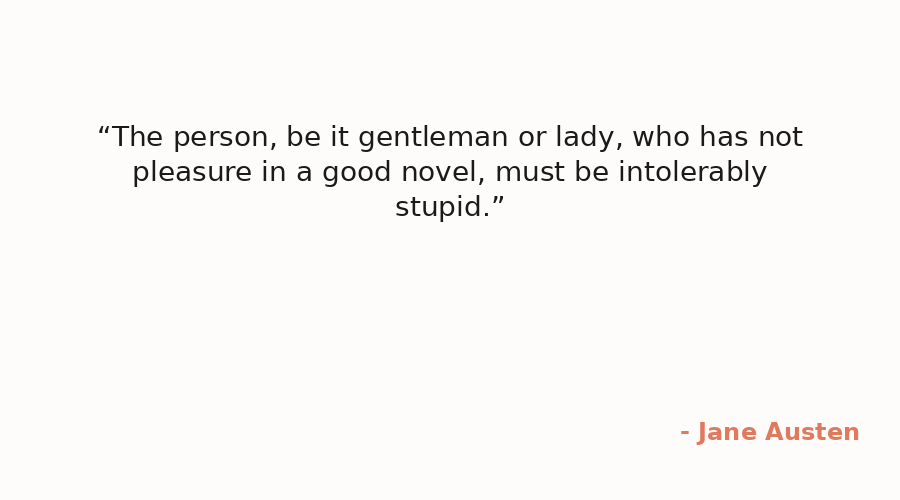 “The person, be it gentleman or lady, who has not
pleasure in a good novel, must be intolerably
stupid.”
- Jane Austen